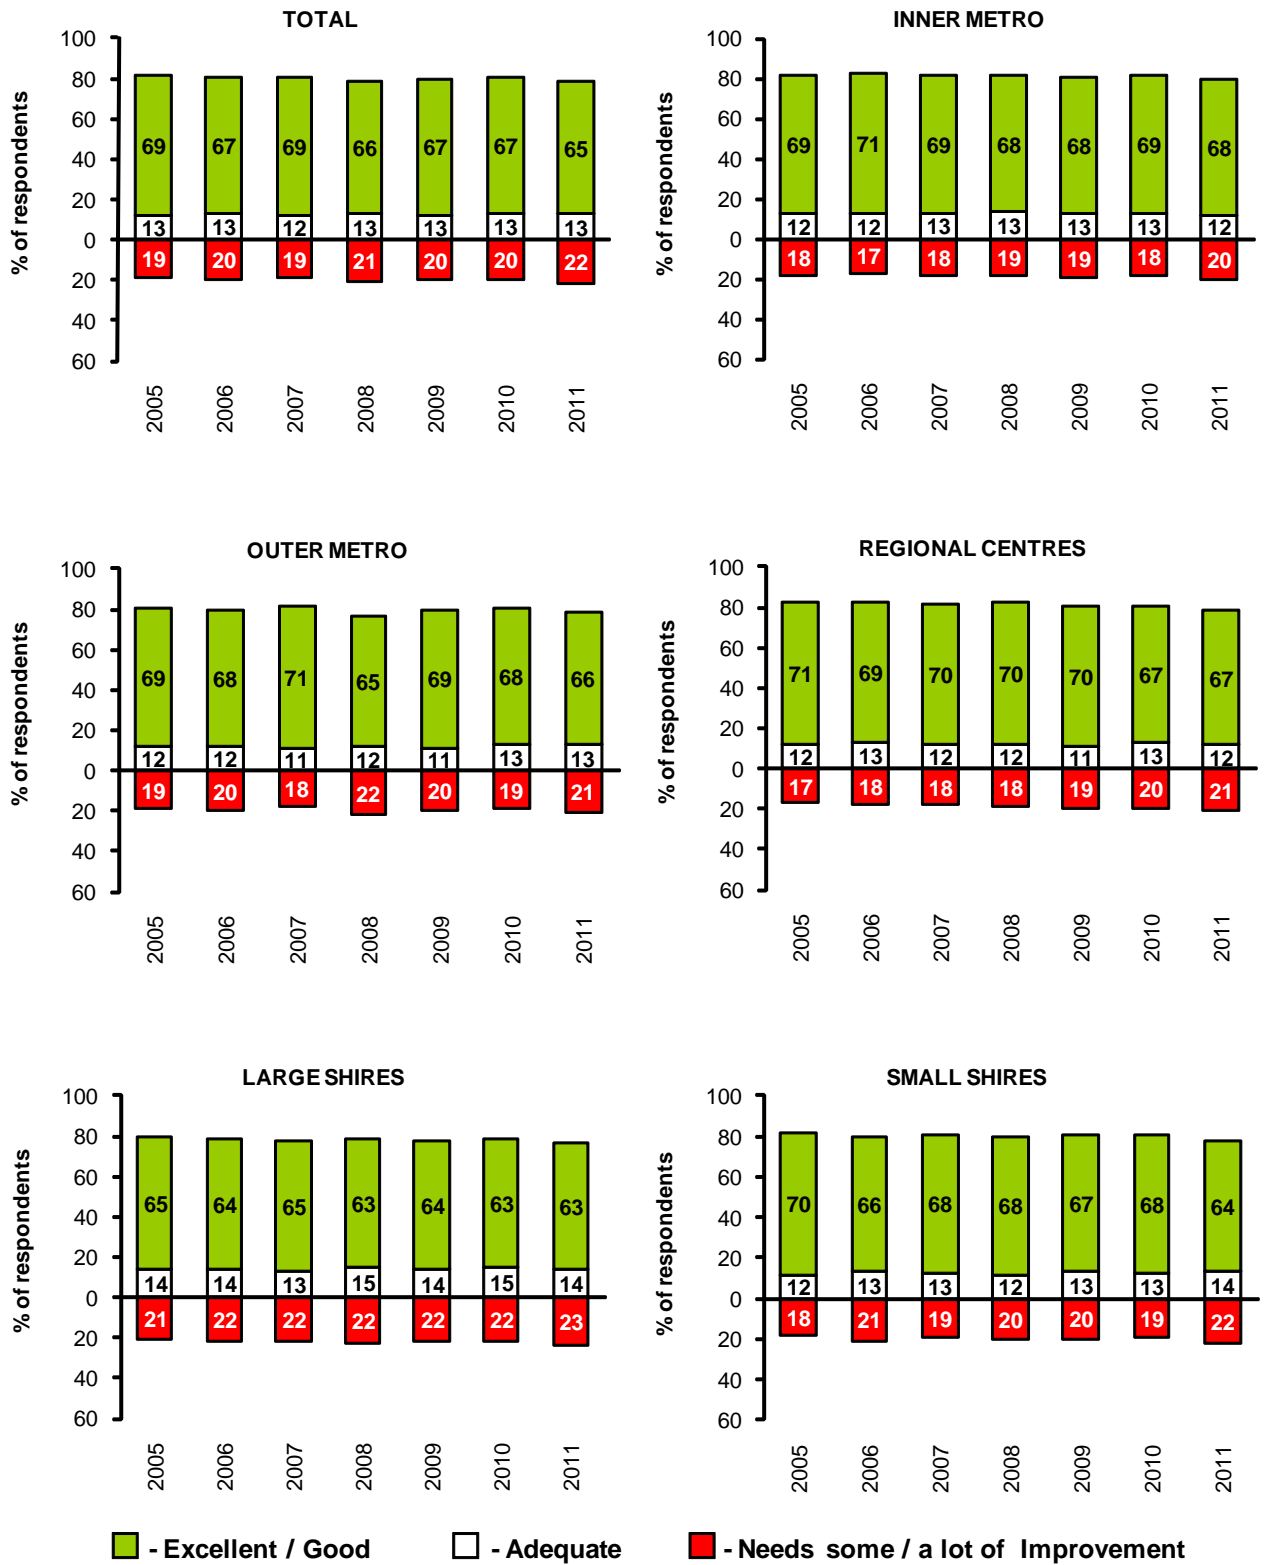 TOTAL
% of respondents
100
80
60
40
20
0
20
40
60
69 67 69 66 67 67 65
13 13 12 13 13 13 13
19 20 19 21 20 20 22
2005 2006 2007 2008 2009 2010 2011
INNER METRO
% of respondents
100
80
60
40
20
0
20
40
60
69 71 69 68 68 69 68
12 12 13 13 13 13 12
18 17 18 19 19 18 20
2005 2006 2007 2008 2009 2010 2011
OUTER METRO
% of respondents
100
80
60
40
20
0
20
40
60
69 68 71 65 69 68 66
12 12 11 12 11 13 13
19 20 18 22 20 19 21
2005 2006 2007 2008 2009 2010 2011
REGIONAL CENTRES
% of respondents
100
80
60
40
20
0
20
40
60
71 69 70 70 70 67 67
12 13 12 12 11 13 12
17 18 18 18 19 20 21
2005 2006 2007 2008 2009 2010 2011
LARGE SHIRES
% of respondents
100
80
60
40
20
0
20
40
60
65 64 65 63 64 63 63
14 14 13 15 14 15 14
21 22 22 22 22 22 23
2005 2006 2007 2008 2009 2010 2011
SMALL SHIRES
% of respondents
100
80
60
40
20
0
20
40
60
70 66 68 68 67 68 64
12 13 13 12 13 13 14
18 21 19 20 20 19 22
2005 2006 2007 2008 2009 2010 2011
- Excellent / Good - Adequate - Needs some / a lot of Improvement